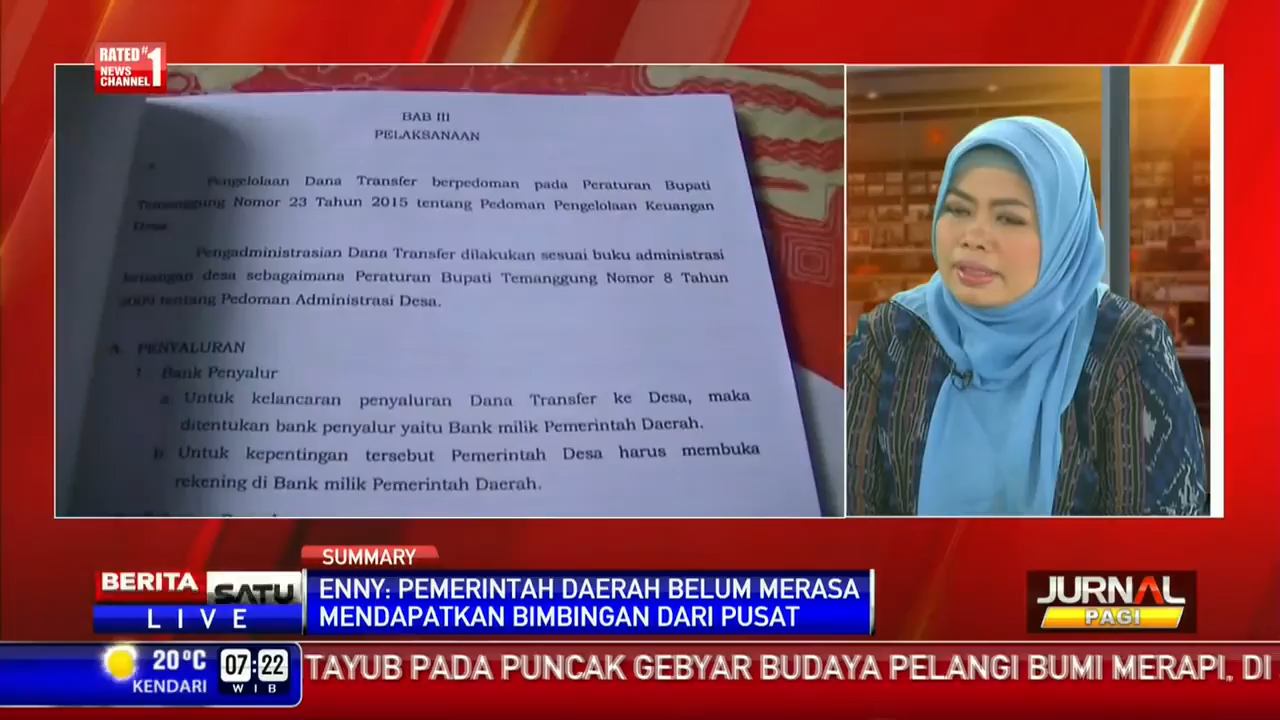 RATED #1
NEWS
CHANNEL
BAB III
PELAKSANAAN
Pengelolaan Dana Transfer berpedoman pada Peraturan Bupati
Temanggung Nomor 23 Tahun 2015 tentang Pedoman Pengelolaan Keuangan
Desa
Pengadministrasian Dana Transfer dilakukan sesuai buku administrasi
keuangan desa sebagaimana Peraturan Bupati Temanggung Nomor 8 Tahun
2009 tentang Pedoman Administrasi Desa.
A. PENYALURAN
1. Bank Penyalur
a. Untuk kelancaran penyaluran Dana Transfer ke Desa, maka
ditentukan bank penyalur yaitu Bank milik Pemerintah Daerah.
b. Untuk kepentingan tersebut Pemerintah Desa harus membuka
rekening di Bank milik Pemerintah Daerah.
SUMMARY
BERITA SATU
LIVE
ENNY: PEMERINTAH DAERAH BELUM MERASA
MENDAPATKAN BIMBINGAN DARI PUSAT
JURNAL
PAGI
20°C
KENDARI
07:22
WIB
TAYUB PADA PUNCAK GEBYAR BUDAYA PELANGI BUMI MERAPI, DI